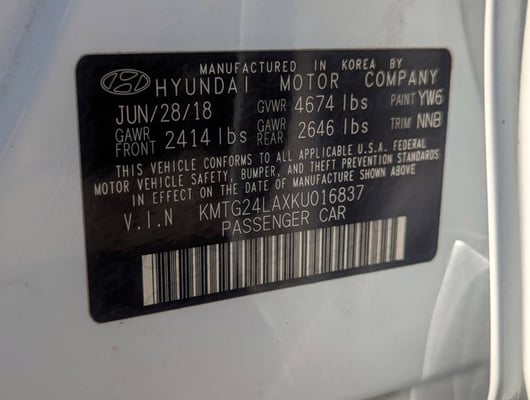 MANUFACTURED IN KOREA BY
HYUNDAI MOTOR COMPANY
JUN/28/18 GVWR 4674 lbs PAINT YW6
GAWR FRONT 2414 lbs GAWR REAR 2646 lbs TRIM NNB
THIS VEHICLE CONFORMS TO ALL APPLICABLE U.S.A. FEDERAL
MOTOR VEHICLE SAFETY, BUMPER, AND THEFT PREVENTION STANDARDS
IN EFFECT ON THE DATE OF MANUFACTURE SHOWN ABOVE
V.I.N KMTG24LAXKU016837
PASSENGER CAR